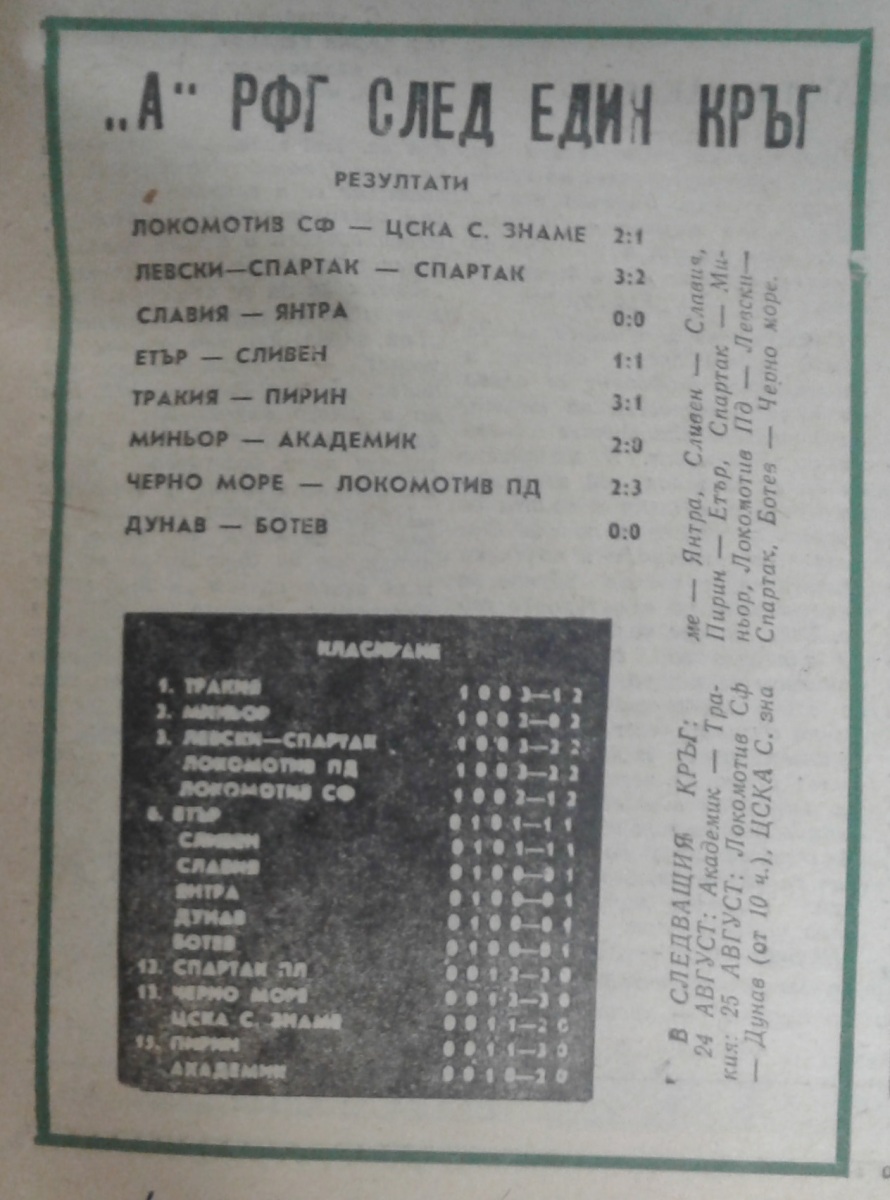 „А“ РФГ СЛЕД ЕДИН КРЪГ
РЕЗУЛТАТИ
ЛОКОМОТИВ СФ — ЦСКА С. ЗНАМЕ 2:1
ЛЕВСКИ—СПАРТАК — СПАРТАК 3:2
СЛАВИЯ — ЯНТРА 0:0
ЕТЪР — СЛИВЕН 1:1
ТРАКИЯ — ПИРИН 3:1
МИНЬОР — АКАДЕМИК 2:0
ЧЕРНО МОРЕ — ЛОКОМОТИВ ПД 2:3
ДУНАВ — БОТЕВ 0:0
КЛАСИРАНЕ
1. ТРАКИЯ 1 0 0 3—1 2
2. МИНЬОР 1 0 0 2—0 2
3. ЛЕВСКИ—СПАРТАК 1 0 0 3—2 2
ЛОКОМОТИВ ПД 1 0 0 3—2 2
ЛОКОМОТИВ СФ 1 0 0 2—1 2
6. ЕТЪР 0 1 0 1—1 1
СЛИВЕН 0 1 0 1—1 1
СЛАВИЯ 0 1 0 0—0 1
ЯНТРА 0 1 0 0—0 1
ДУНАВ 0 1 0 0—0 1
БОТЕВ 0 1 0 0—0 1
12. СПАРТАК ПЛ 0 0 1 2—3 0
13. ЧЕРНО МОРЕ 0 0 1 2—3 0
ЦСКА С. ЗНАМЕ 0 0 1 1—2 0
15. ПИРИН 0 0 1 1—3 0
АКАДЕМИК 0 0 1 0—2 0
В СЛЕДВАЩИЯ КРЪГ:
24 АВГУСТ: Академик — Тра-
кия: 25 АВГУСТ: Локомотив Сф
— Дунав (от 10 ч.), ЦСКА С. зна
ме — Янтра, Сливен — Славия,
Пирин — Етър, Спартак — Ми-
ньор, Локомотив Пд — Левски—
Спартак, Ботев — Черно море.